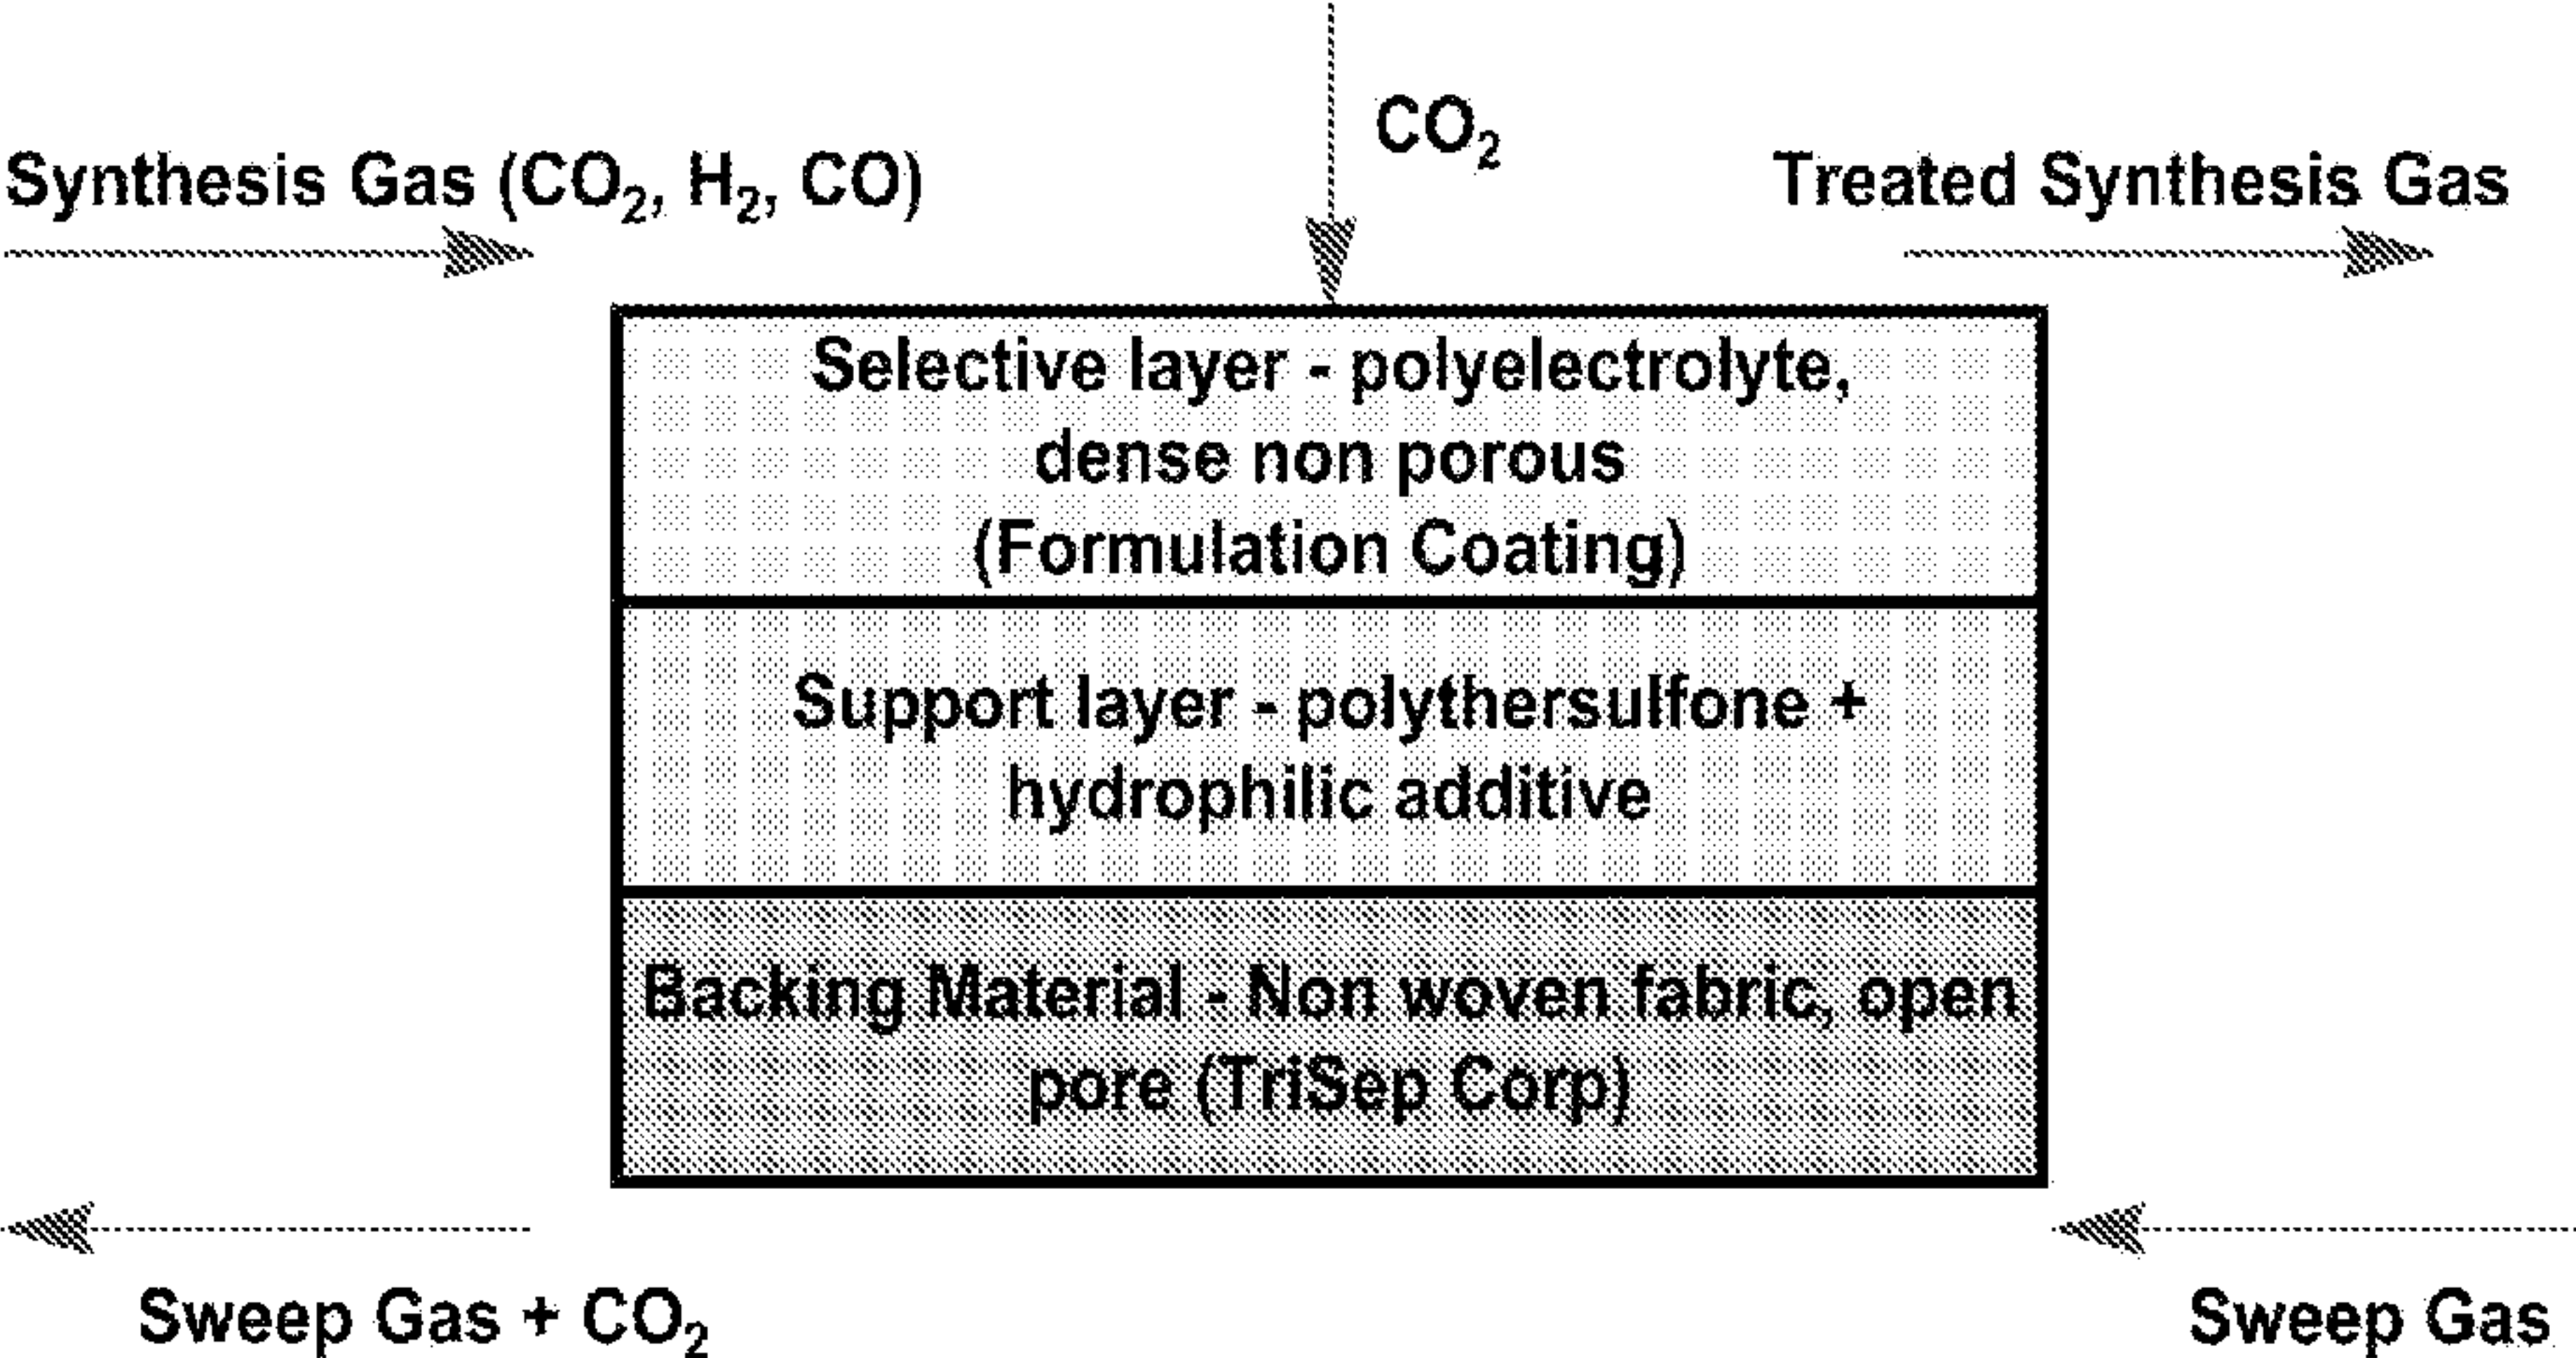 CO₂
Synthesis Gas (CO₂, H₂, CO)
Treated Synthesis Gas
Selective layer - polyelectrolyte,
dense non porous
(Formulation Coating)
Support layer - polythersulfone +
hydrophilic additive
Backing Material - Non woven fabric, open
pore (TriSep Corp)
Sweep Gas + CO₂
Sweep Gas